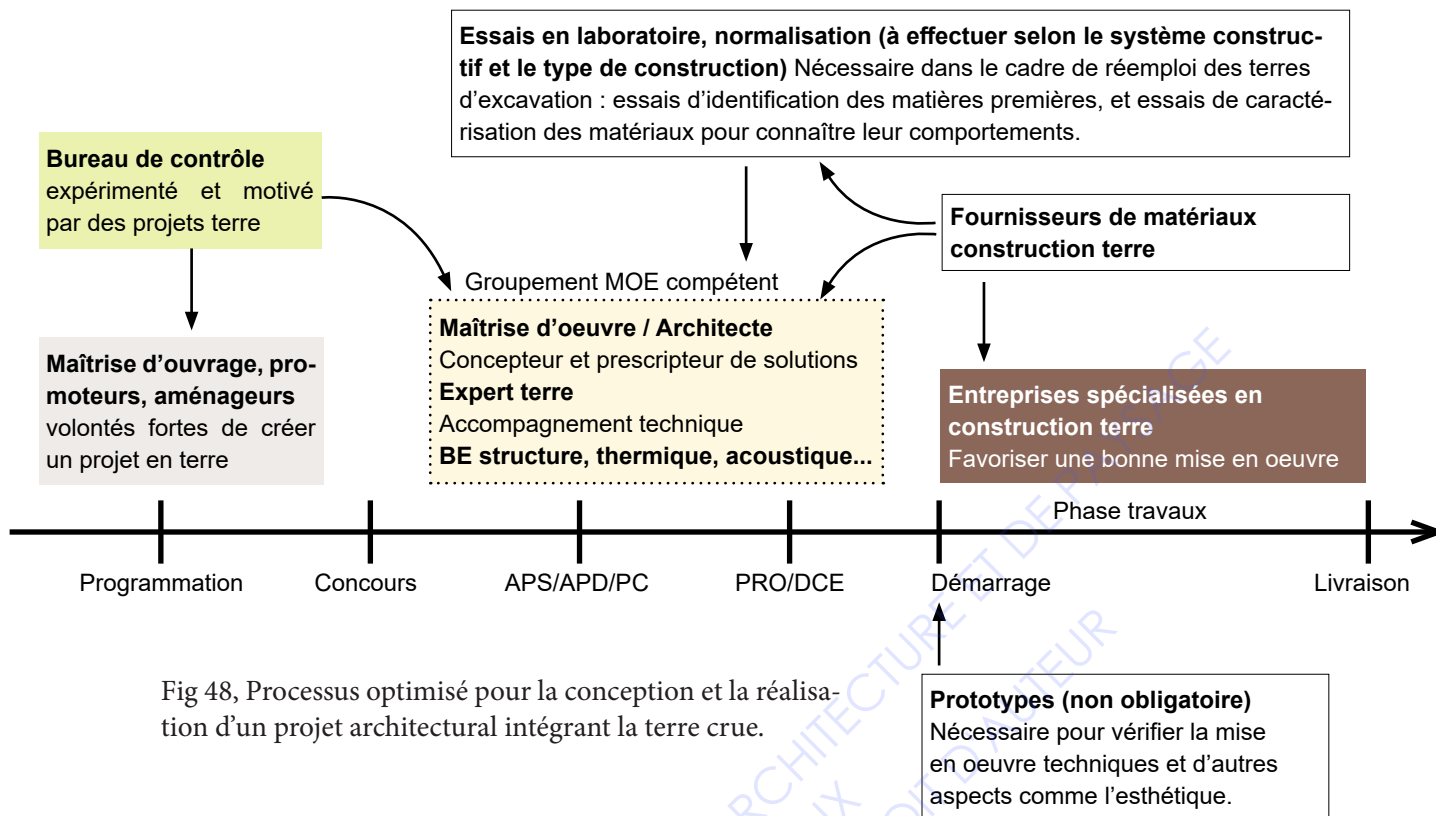 Essais en laboratoire, normalisation (à effectuer selon le système construc-
tif et le type de construction) Nécessaire dans le cadre de réemploi des terres
d'excavation : essais d'identification des matières premières, et essais de caracté-
risation des matériaux pour connaître leur comportements.
Bureau de contrôle
expérimenté et motivé
par des projets terre
Fournisseurs de matériaux
construction terre
Groupement MOE compétent
Maîtrise d'oeuvre / Architecte
Concepteur et prescripteur de solutions
Expert terre
Accompagnement technique
BE structure, thermique, acoustique...
Maîtrise d'ouvrage, pro-
moteurs, aménageurs
volontés fortes de créer
un projet en terre
Entreprises spécialisées en
construction terre
Favoriser une bonne mise en oeuvre
Phase travaux
Programmation
Concours
APS/APD/PC
PRO/DCE
Démarrage
Livraison
Fig 48, Processus optimisé pour la conception et la réalisa-
tion d'un projet architectural intégrant la terre crue.
Prototypes (non obligatoire)
Nécessaire pour vérifier la mise
en oeuvre techniques et d'autres
aspects comme l'esthétique.
ARCHITECTURE ET DE PAYSAGE
DROIT D'AUTEUR